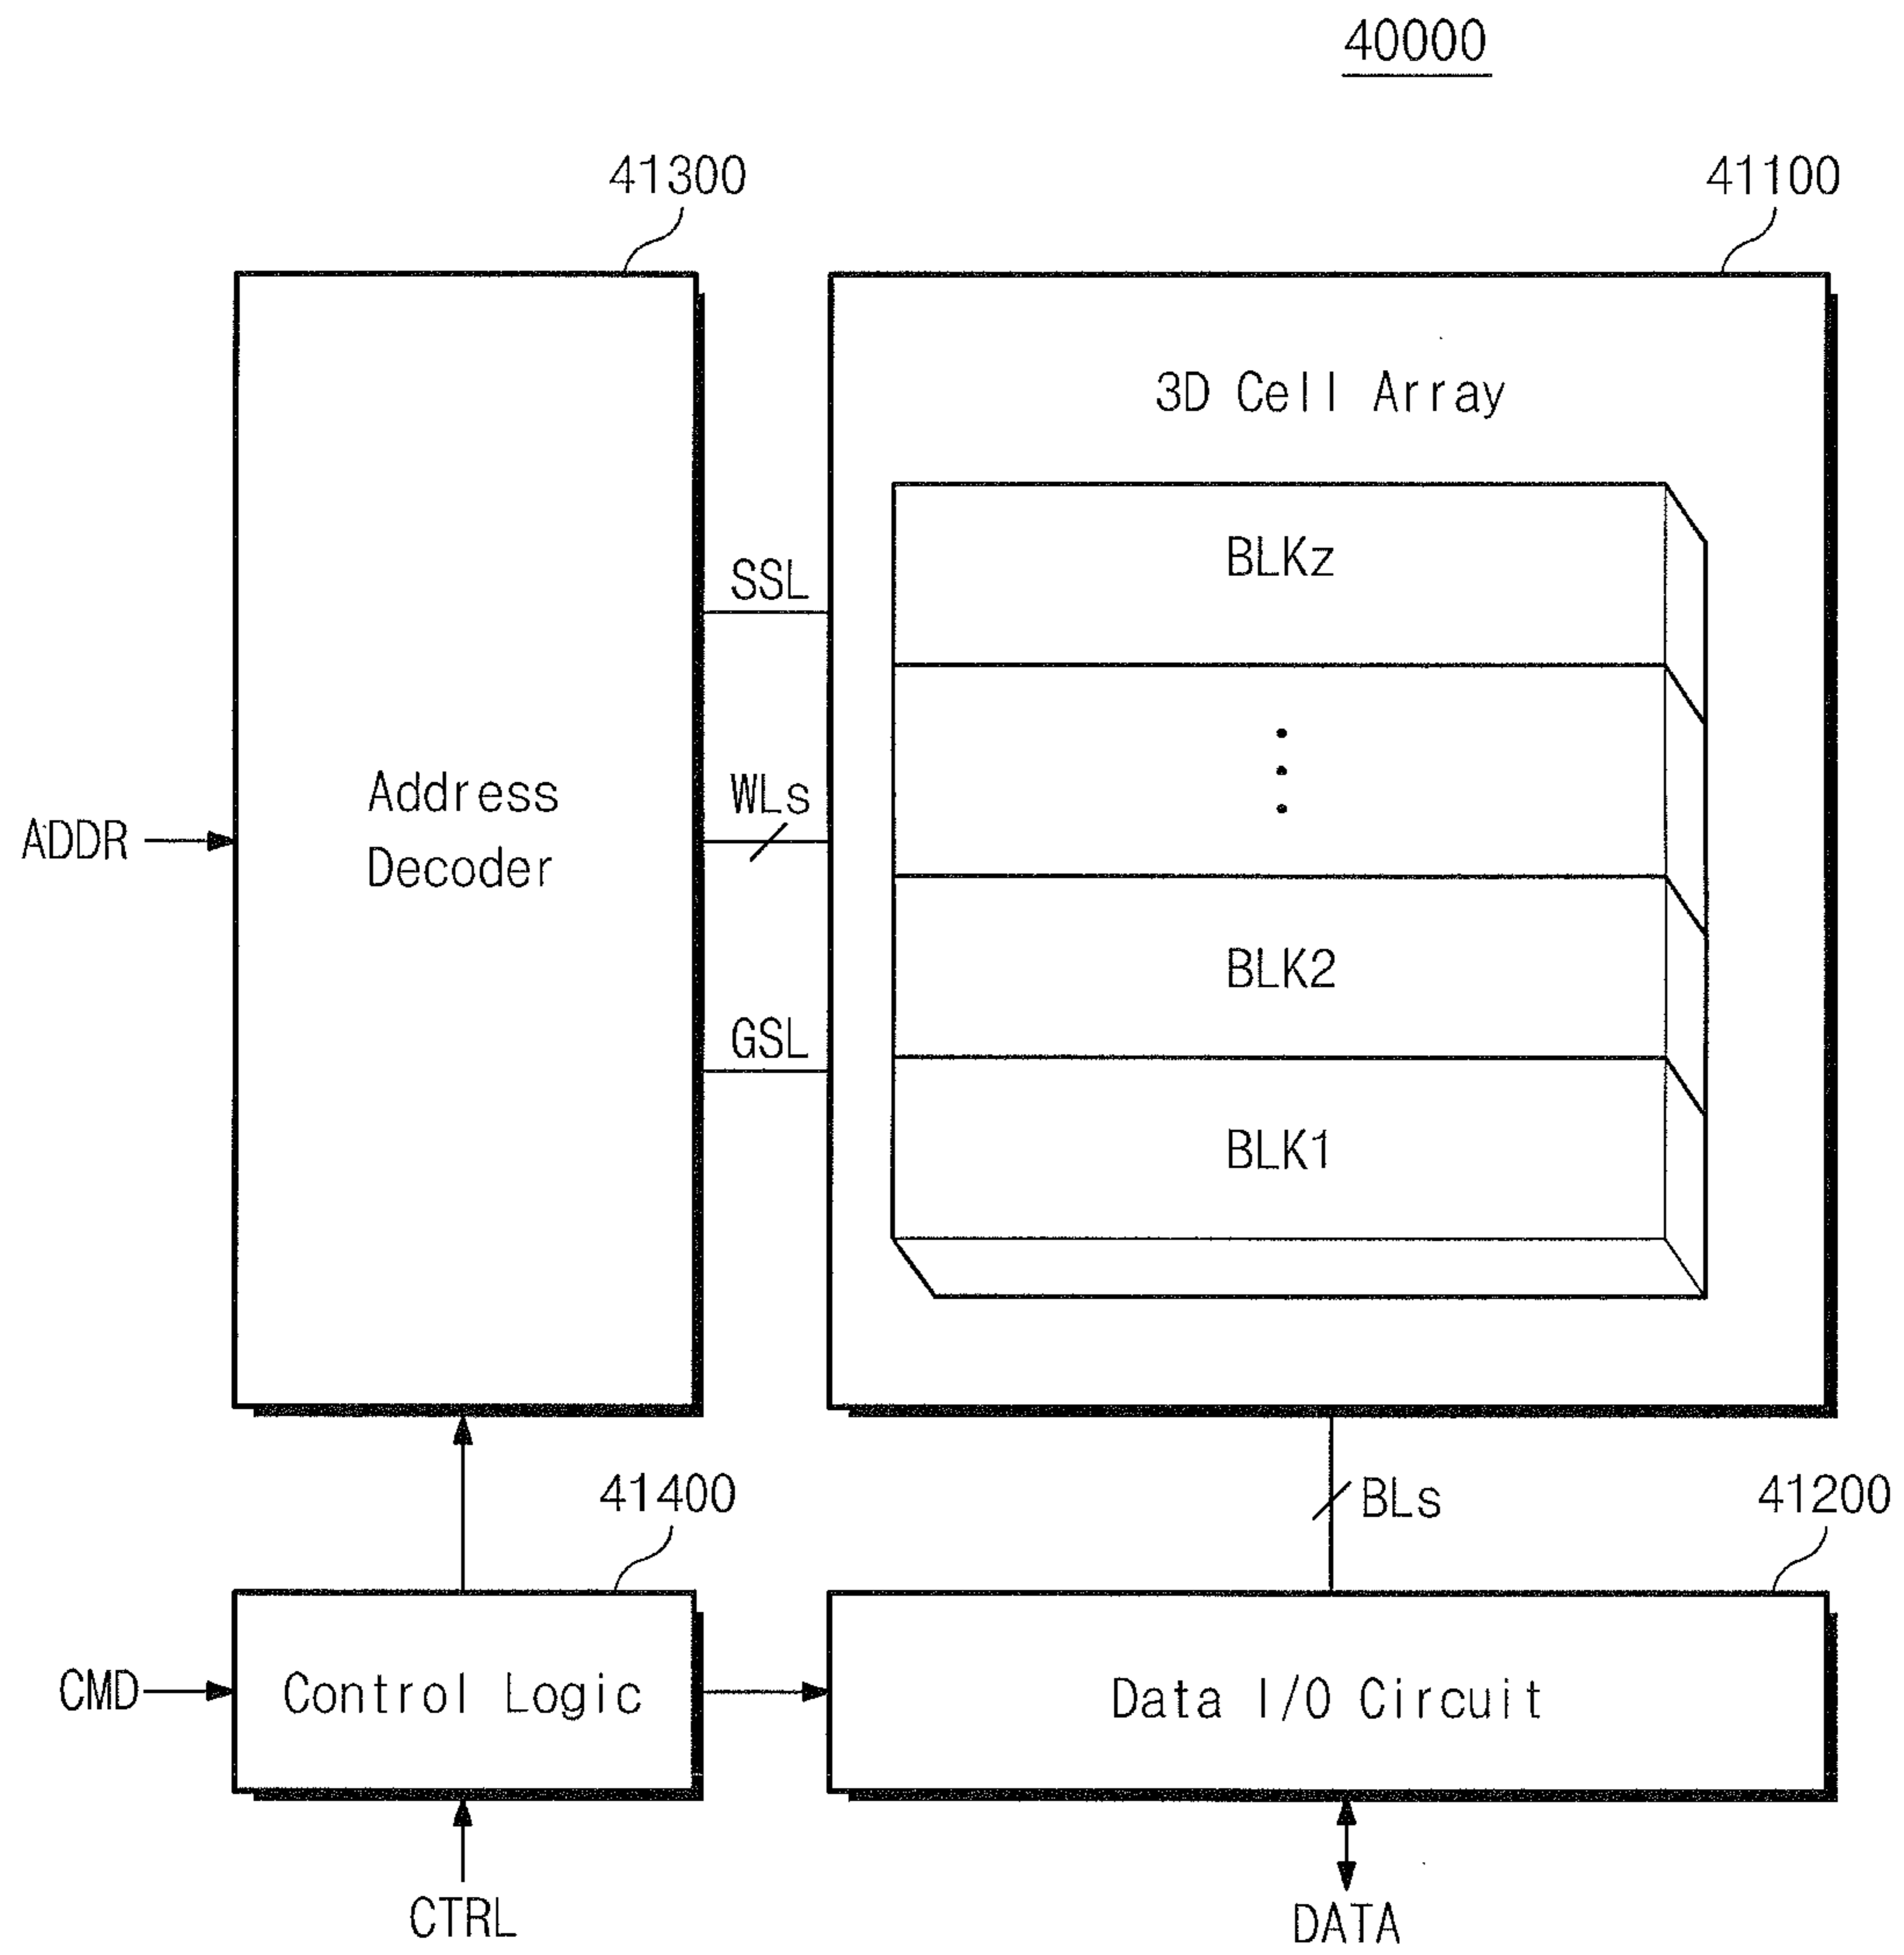 40000
41300
41100
3D Cell Array
BLKz
SSL
WLs
Address
Decoder
ADDR
BLK2
GSL
BLK1
41400
BLs
41200
CMD
Control Logic
Data I/O Circuit
CTRL
DATA